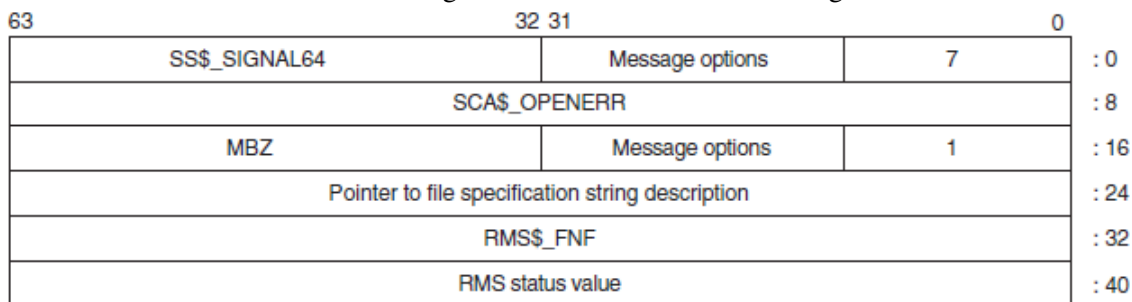 63 32 31 0
SS$_SIGNAL64 Message options 7 : 0
SCA$_OPENERR : 8
MBZ Message options 1 : 16
Pointer to file specification string description : 24
RMS$_FNF : 32
RMS status value : 40